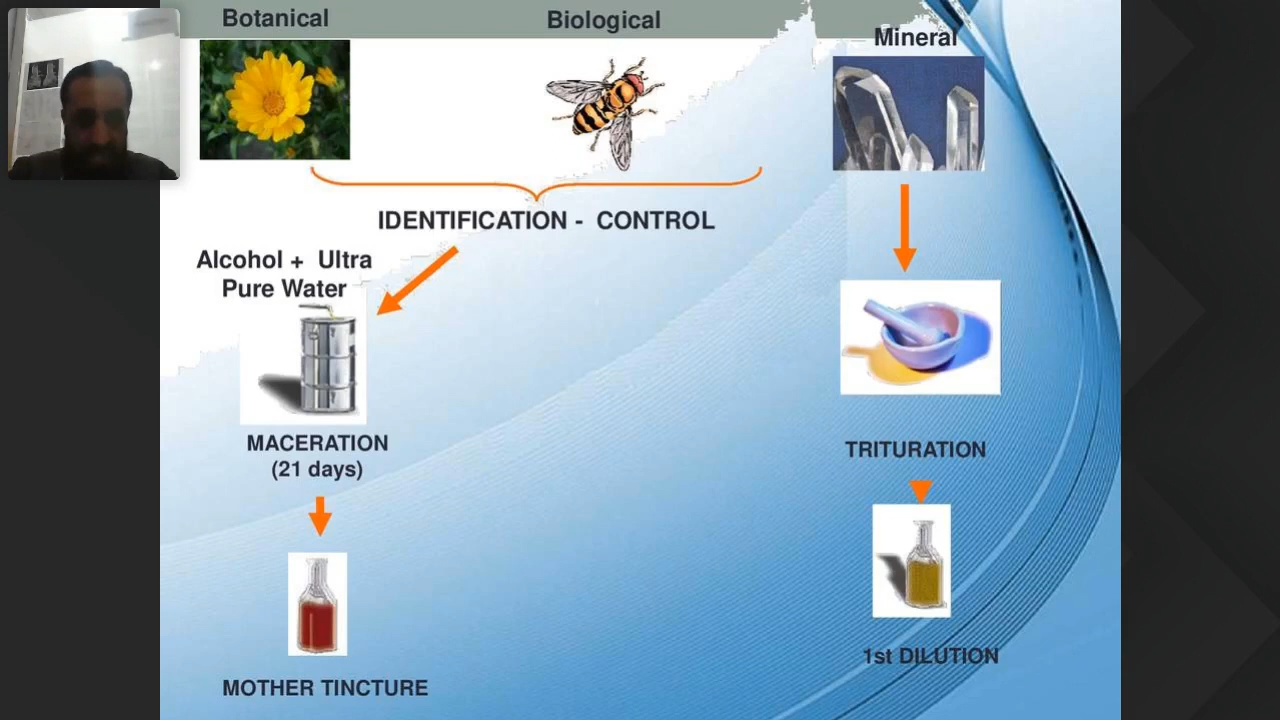 Botanical
Biological
Mineral
IDENTIFICATION - CONTROL
Alcohol + Ultra
Pure Water
MACERATION
(21 days)
TRITURATION
1st DILUTION
MOTHER TINCTURE